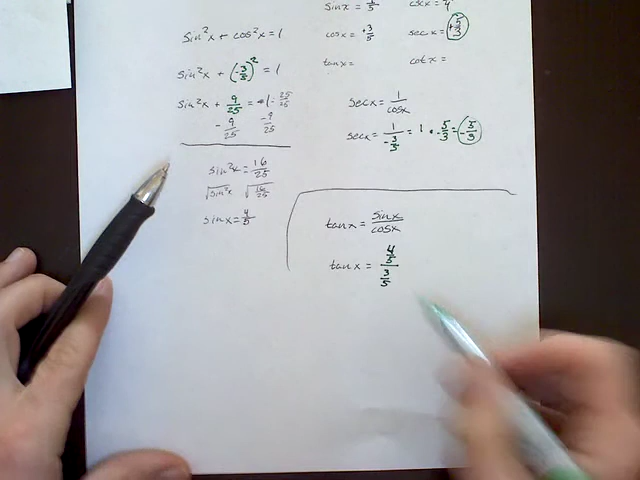 sin x = 4/5
csc x =
sin²x + cos²x = 1
cos x = +3/5
sec x = +5/3
sin²x + (-3/5)² = 1
tan x =
cot x =
sin²x + 9/25 = 1 · 25/25
-9/25 -9/25
sec x = 1/cos x
sec x = 1/-3/5 = 1 · -5/3 = -5/3
sin²x = 16/25
√sin²x √16/25
sin x = 4/5
tan x = sin x/cos x
tan x = 4/5/3/5